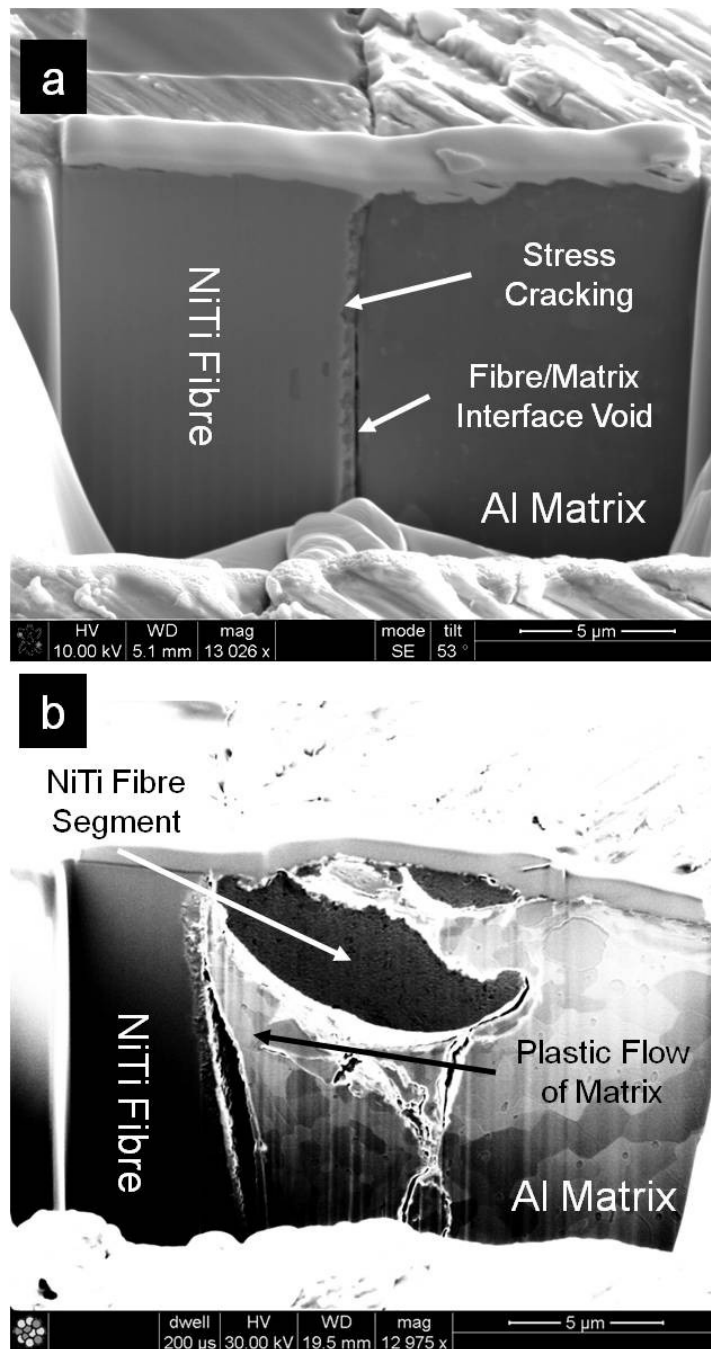 a
Stress
Cracking
NiTi Fibre
Fibre/Matrix
Interface Void
Al Matrix
HV WD mag mode tilt 5 µm
10.00 kV 5.1 mm 13 026 x SE 53 °
b
NiTi Fibre
Segment
NiTi Fibre
Plastic Flow
of Matrix
Al Matrix
dwell HV WD mag 5 µm
200 µs 30.00 kV 19.5 mm 12 975 x